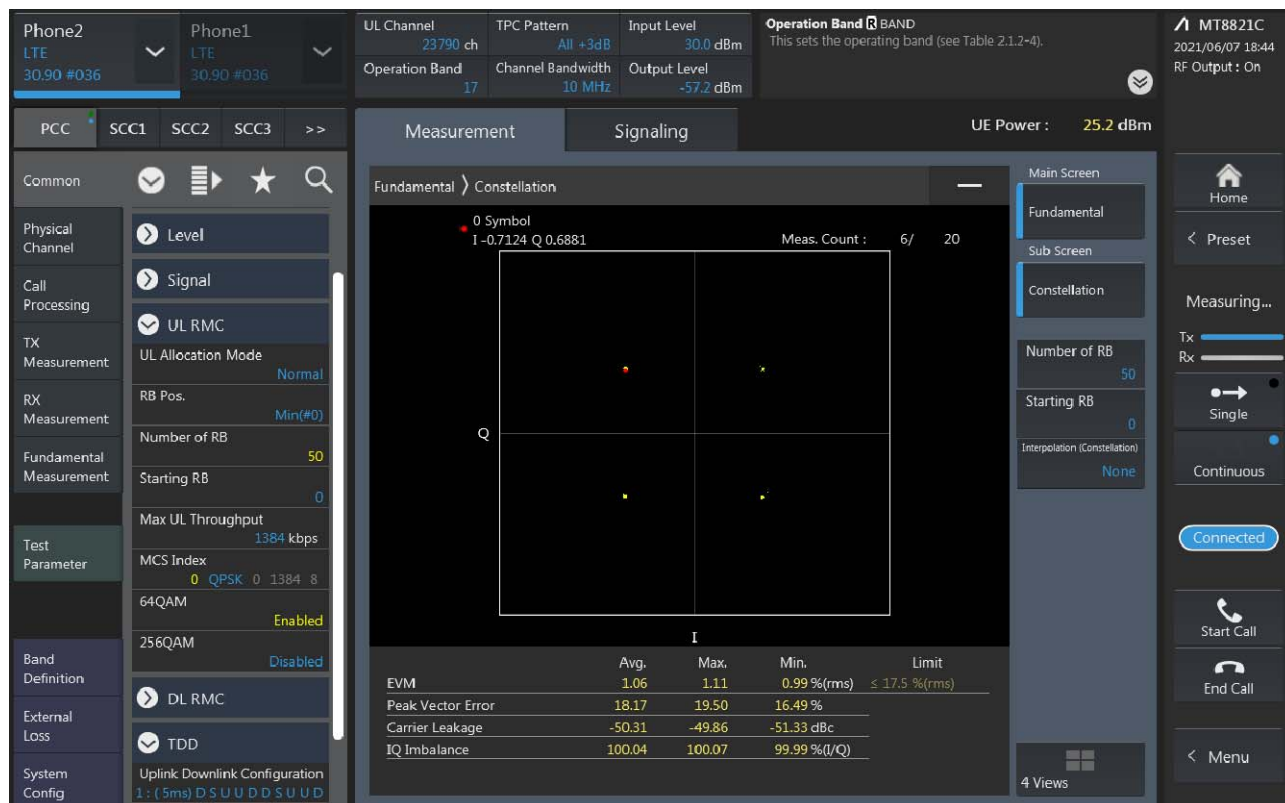 Phone2
LTE
30.90 #036
Phone1
LTE
30.90 #036
UL Channel
23790 ch
TPC Pattern
All +3dB
Input Level
30.0 dBm
Operation Band
17
Channel Bandwidth
10 MHz
Output Level
-57.2 dBm
Operation Band R BAND
This sets the operating band (see Table 2.1.2-4).
MT8821C
2021/06/07 18:44
RF Output : On
PCC SCC1 SCC2 SCC3 >>
Measurement
Signaling
UE Power : 25.2 dBm
Common
Physical
Channel
Call
Processing
TX
Measurement
RX
Measurement
Fundamental
Measurement
Test
Parameter
Band
Definition
External
Loss
System
Config
Level
Signal
UL RMC
UL Allocation Mode
Normal
RB Pos.
Min(#0)
Number of RB
50
Starting RB
0
Max UL Throughput
1384 kbps
MCS Index
0 QPSK 0 1384 8
64QAM
Enabled
256QAM
Disabled
DL RMC
TDD
Uplink Downlink Configuration
1 : ( 5ms) D S U U D D S U U D
Fundamental 〉 Constellation
0 Symbol
I -0.7124 Q 0.6881
Meas. Count : 6/ 20
Q
I
Avg. Max. Min. Limit
EVM 1.06 1.11 0.99 %(rms) ≤ 17.5 %(rms)
Peak Vector Error 18.17 19.50 16.49 %
Carrier Leakage -50.31 -49.86 -51.33 dBc
IQ Imbalance 100.04 100.07 99.99 %(I/Q)
Main Screen
Fundamental
Sub Screen
Constellation
Number of RB
50
Starting RB
0
Interpolation (Constellation)
None
4 Views
Home
< Preset
Measuring...
Tx
Rx
Single
Continuous
Connected
Start Call
End Call
< Menu